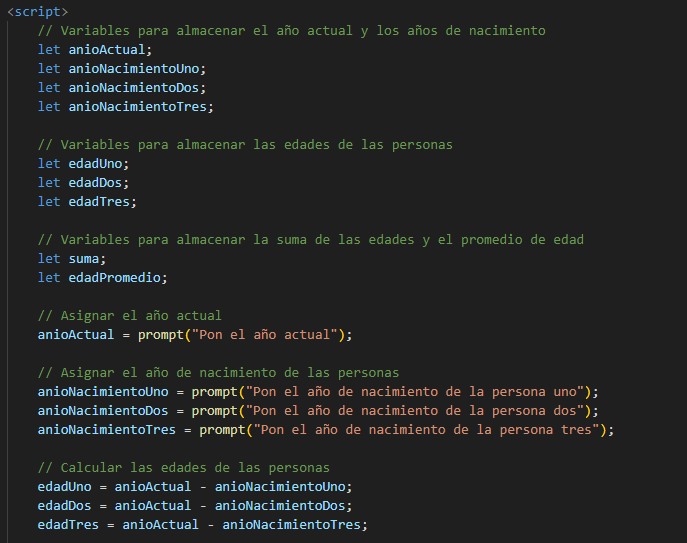 <script>
// Variables para almacenar el año actual y los años de nacimiento
let anioActual;
let anioNacimientoUno;
let anioNacimientoDos;
let anioNacimientoTres;
// Variables para almacenar las edades de las personas
let edadUno;
let edadDos;
let edadTres;
// Variables para almacenar la suma de las edades y el promedio de edad
let suma;
let edadPromedio;
// Asignar el año actual
anioActual = prompt("Pon el año actual");
// Asignar el año de nacimiento de las personas
anioNacimientoUno = prompt("Pon el año de nacimiento de la persona uno");
anioNacimientoDos = prompt("Pon el año de nacimiento de la persona dos");
anioNacimientoTres = prompt("Pon el año de nacimiento de la persona tres");
// Calcular las edades de las personas
edadUno = anioActual - anioNacimientoUno;
edadDos = anioActual - anioNacimientoDos;
edadTres = anioActual - anioNacimientoTres;